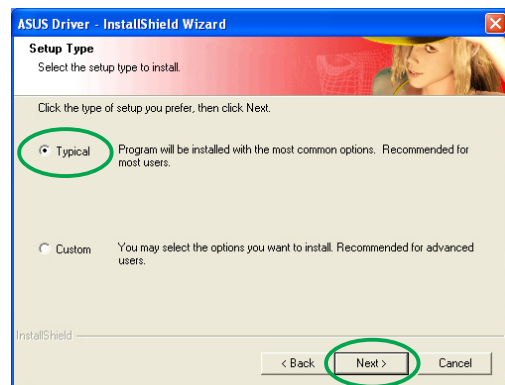 ASUS Driver - InstallShield Wizard
Setup Type
Select the setup type to install.
Click the type of setup you prefer, then click Next.
Typical
Program will be installed with the most common options. Recommended for
most users.
Custom
You may select the options you want to install. Recommended for advanced
users.
InstallShield
< Back
Next >
Cancel